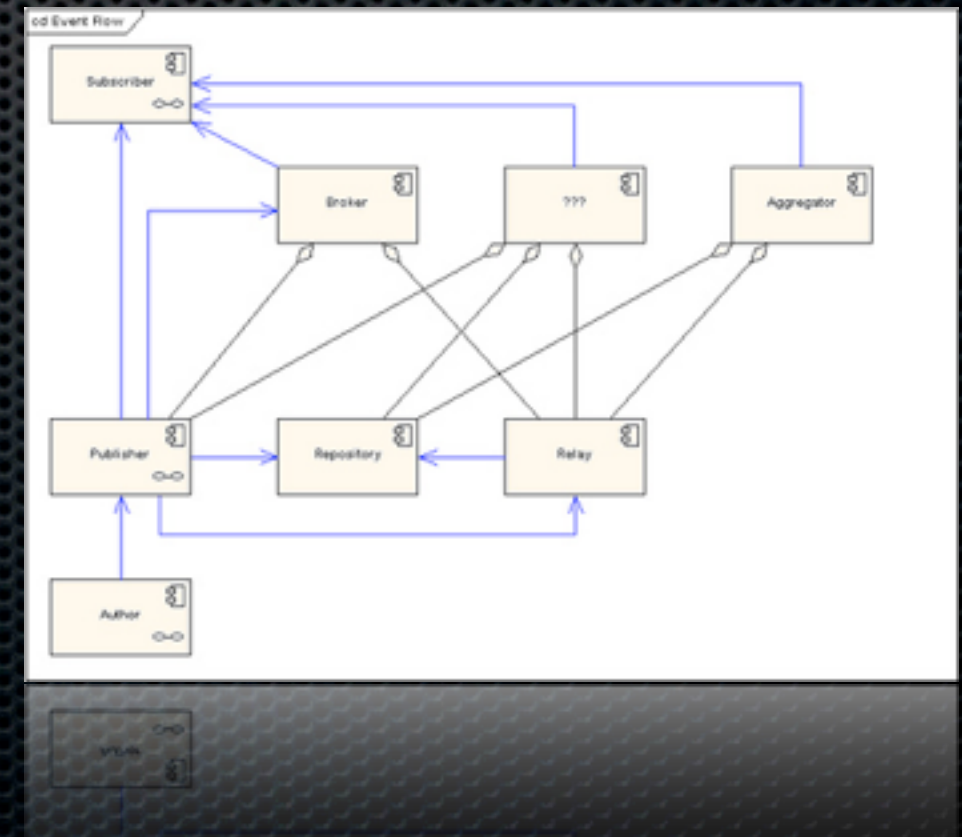 cd Event Flow
Subscriber
Broker
???
Aggregator
Publisher
Repository
Relay
Author